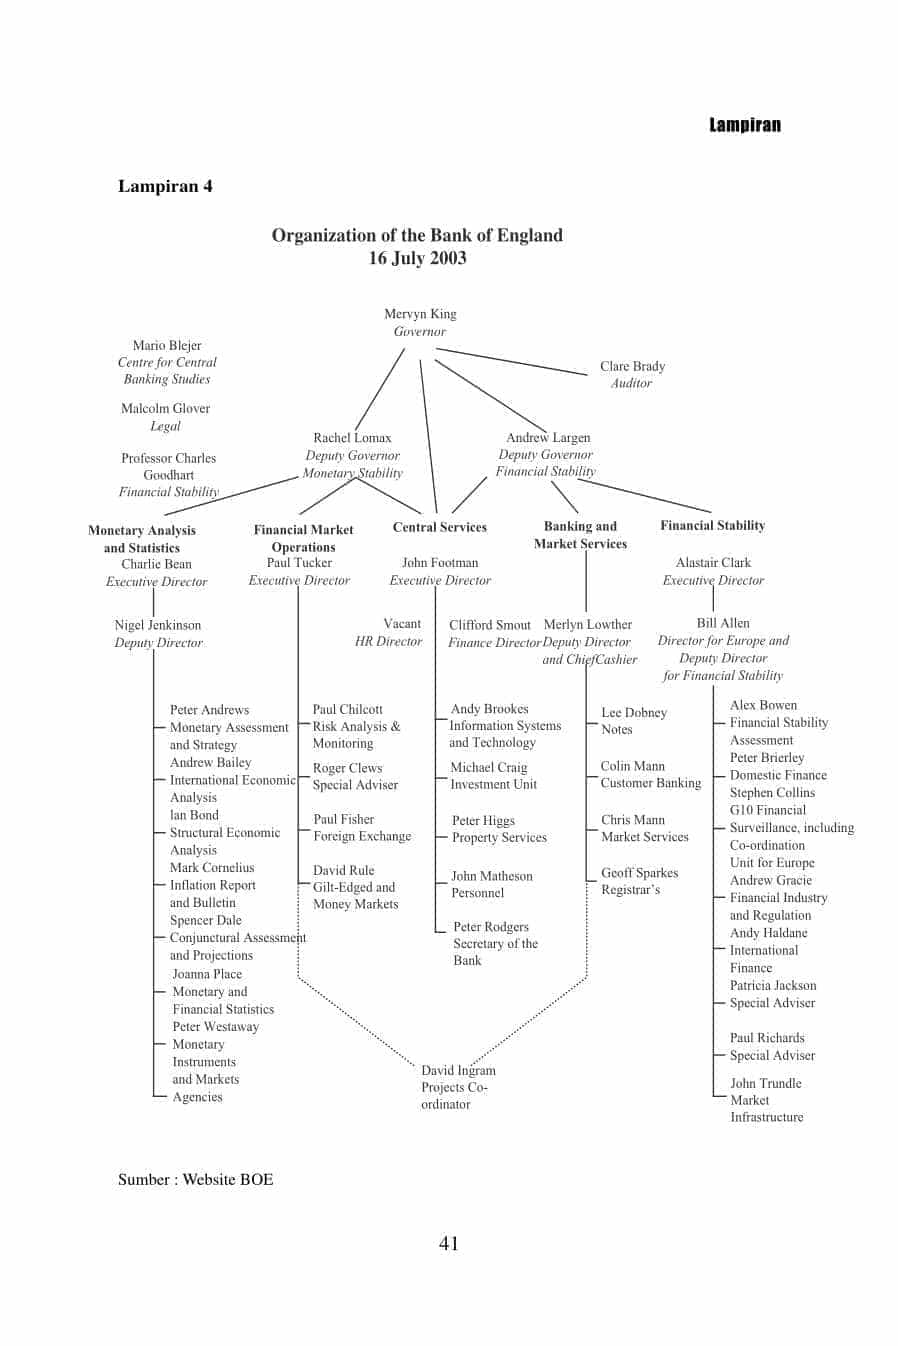 Lampiran
Lampiran 4
Organization of the Bank of England
16 July 2003
Mervyn King
Governor
Mario Blejer
Centre for Central
Banking Studies
Malcolm Glover
Legal
Professor Charles
Goodhart
Financial Stability
Clare Brady
Auditor
Rachel Lomax
Deputy Governor
Monetary Stability
Andrew Largen
Deputy Governor
Financial Stability
Monetary Analysis
and Statistics
Charlie Bean
Executive Director
Financial Market
Operations
Paul Tucker
Executive Director
Central Services
John Footman
Executive Director
Banking and
Market Services
Financial Stability
Alastair Clark
Executive Director
Nigel Jenkinson
Deputy Director
Vacant
HR Director
Clifford Smout
Finance Director
Merlyn Lowther
Deputy Director
and ChiefCashier
Bill Allen
Director for Europe and
Deputy Director
for Financial Stability
Peter Andrews
Monetary Assessment
and Strategy
Andrew Bailey
International Economic
Analysis
Ian Bond
Structural Economic
Analysis
Mark Cornelius
Inflation Report
and Bulletin
Spencer Dale
Conjunctural Assessment
and Projections
Joanna Place
Monetary and
Financial Statistics
Peter Westaway
Monetary
Instruments
and Markets
Agencies
Paul Chilcott
Risk Analysis &
Monitoring
Roger Clews
Special Adviser
Paul Fisher
Foreign Exchange
David Rule
Gilt-Edged and
Money Markets
Andy Brookes
Information Systems
and Technology
Michael Craig
Investment Unit
Peter Higgs
Property Services
John Matheson
Personnel
Peter Rodgers
Secretary of the
Bank
Lee Dobney
Notes
Colin Mann
Customer Banking
Chris Mann
Market Services
Geoff Sparkes
Registrar's
Alex Bowen
Financial Stability
Assessment
Peter Brierley
Domestic Finance
Stephen Collins
G10 Financial
Surveillance, including
Co-ordination
Unit for Europe
Andrew Gracie
Financial Industry
and Regulation
Andy Haldane
International
Finance
Patricia Jackson
Special Adviser
Paul Richards
Special Adviser
John Trundle
Market
Infrastructure
David Ingram
Projects Co-
ordinator
Sumber : Website BOE
41